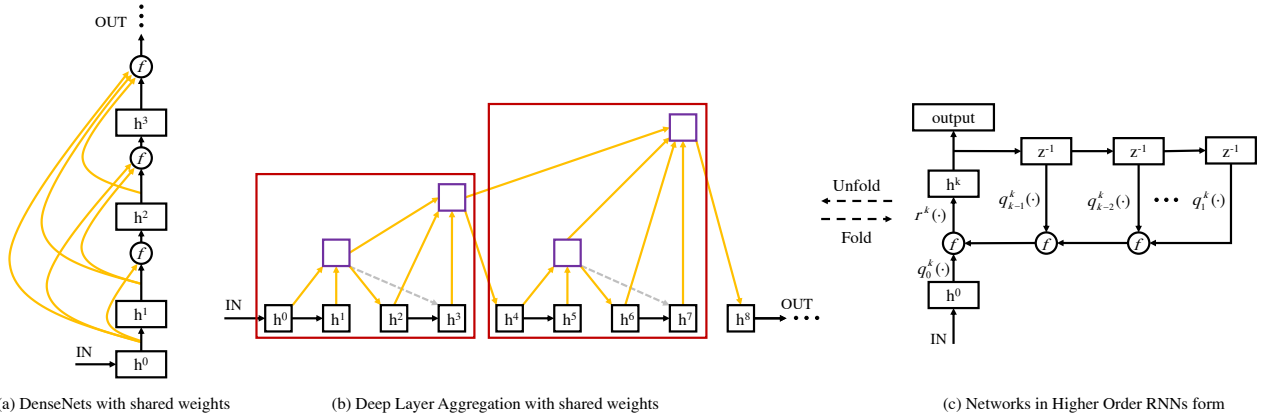 OUT
f
h³
f
h²
f
h¹
IN
h⁰
(a) DenseNets with shared weights
IN
h⁰
h¹
h²
h³
h⁴
h⁵
h⁶
h⁷
h⁸
OUT
(b) Deep Layer Aggregation with shared weights
Unfold
Fold
output
z⁻¹
z⁻¹
z⁻¹
hᵏ
rᵏ(·)
qᵏₖ₋₁(·)
qᵏₖ₋₂(·)
qᵏ₁(·)
f
f
f
qᵏ₀(·)
h⁰
IN
(c) Networks in Higher Order RNNs form